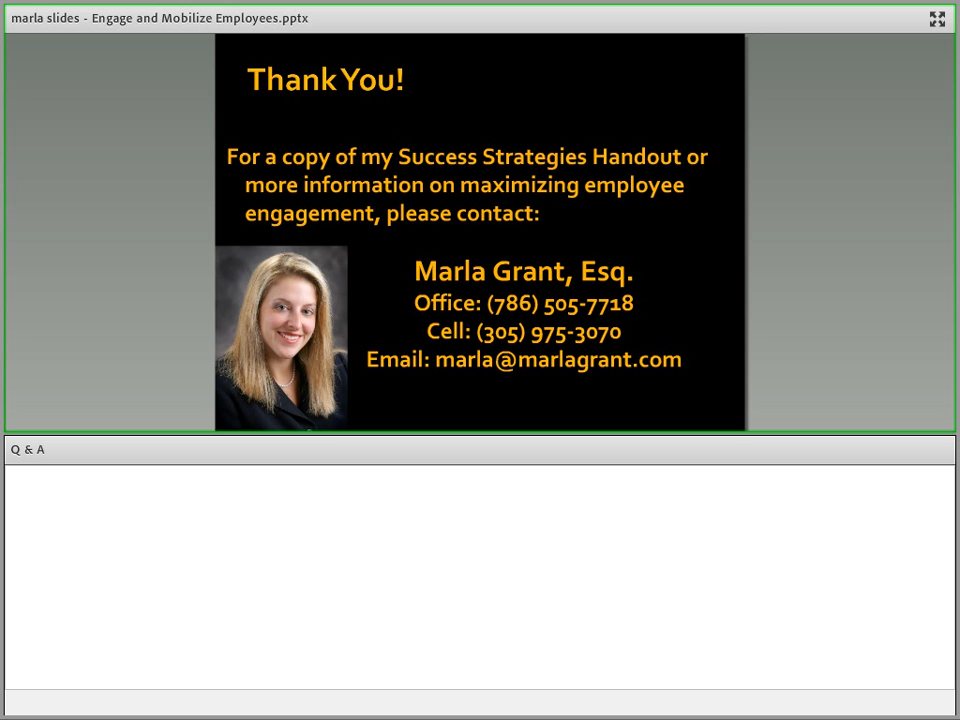 marla slides - Engage and Mobilize Employees.pptx
Thank You!
For a copy of my Success Strategies Handout or
more information on maximizing employee
engagement, please contact:
Marla Grant, Esq.
Office: (786) 505-7718
Cell: (305) 975-3070
Email: marla@marlagrant.com
Q & A